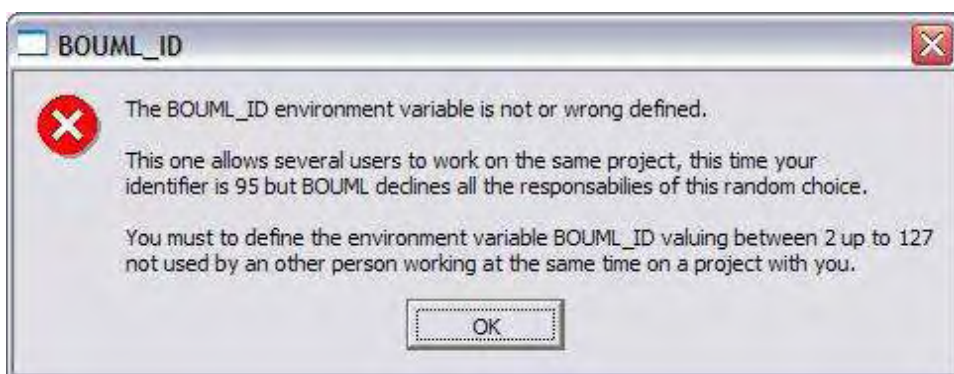 BOUML_ID
The BOUML_ID environment variable is not or wrong defined.
This one allows several users to work on the same project, this time your
identifier is 95 but BOUML declines all the responsabilies of this random choice.
You must to define the environment variable BOUML_ID valuing between 2 up to 127
not used by an other person working at the same time on a project with you.
OK